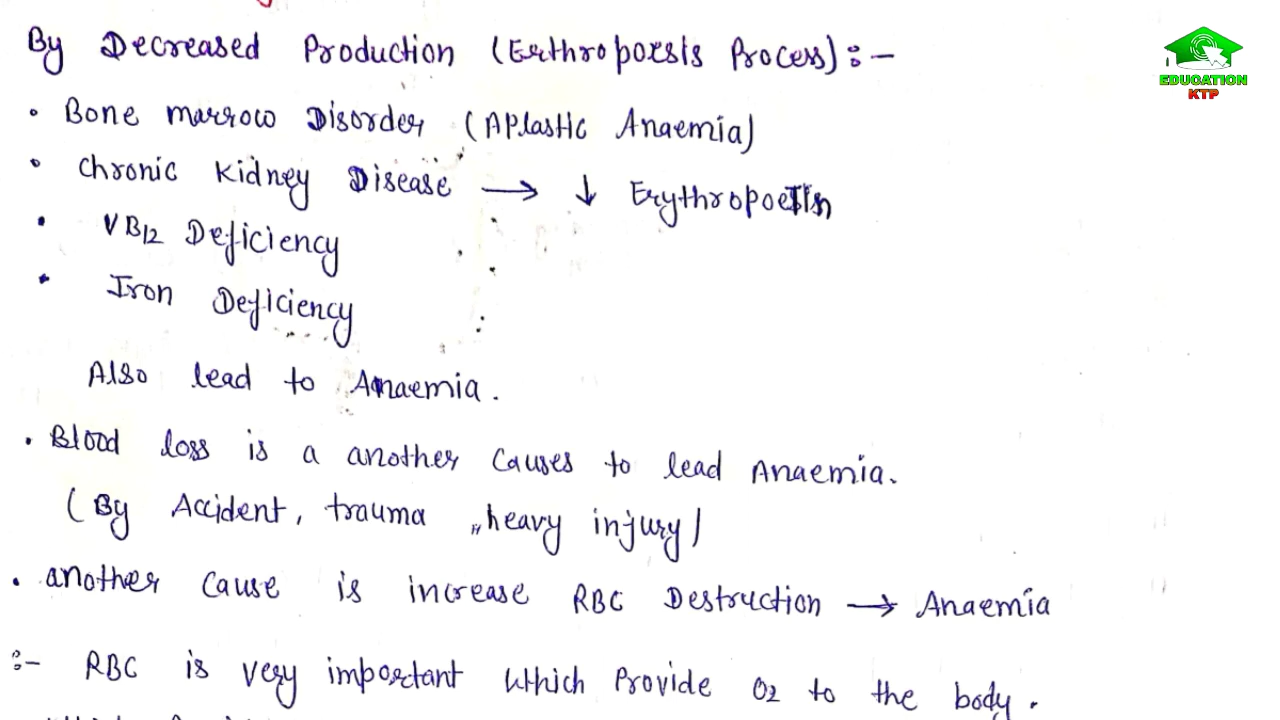 By Decreased Production (Erthropoesis Process) :-
EDUCATION
KTP
• Bone marrow Disorder (Aplastic Anaemia)
• Chronic Kidney Disease → ↓ Erythropoetin
• VB12 Deficiency
• Iron Deficiency
Also lead to Anaemia.
• Blood loss is a another causes to lead Anaemia.
(By Accident, trauma, heavy injury)
• another cause is increase RBC Destruction → Anaemia
:- RBC is very important which Provide O2 to the body.